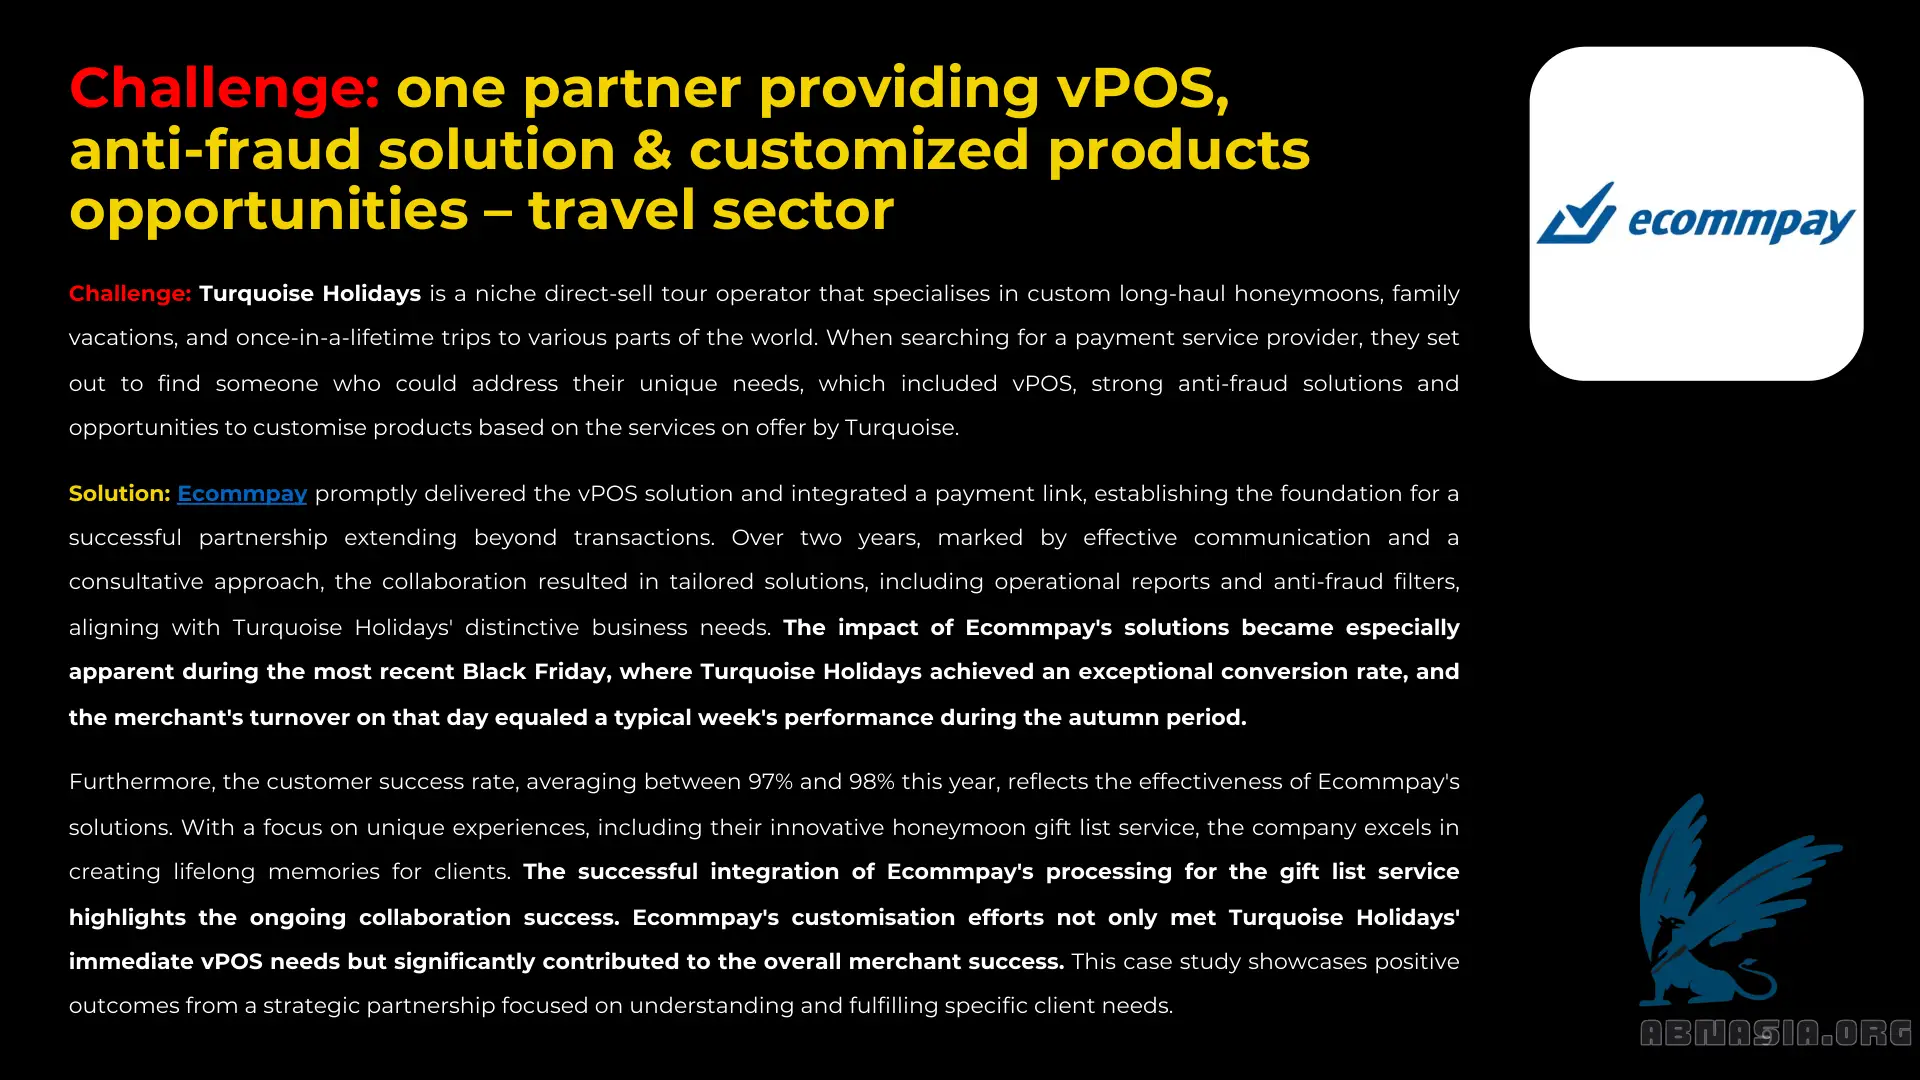 Challenge: one partner providing vPOS,
anti-fraud solution & customized products
opportunities – travel sector
ecommpay
Challenge: Turquoise Holidays is a niche direct-sell tour operator that specialises in custom long-haul honeymoons, family
vacations, and once-in-a-lifetime trips to various parts of the world. When searching for a payment service provider, they set
out to find someone who could address their unique needs, which included vPOS, strong anti-fraud solutions and
opportunities to customise products based on the services on offer by Turquoise.
Solution: Ecommpay promptly delivered the vPOS solution and integrated a payment link, establishing the foundation for a
successful partnership extending beyond transactions. Over two years, marked by effective communication and a
consultative approach, the collaboration resulted in tailored solutions, including operational reports and anti-fraud filters,
aligning with Turquoise Holidays' distinctive business needs. The impact of Ecommpay's solutions became especially
apparent during the most recent Black Friday, where Turquoise Holidays achieved an exceptional conversion rate, and
the merchant's turnover on that day equaled a typical week's performance during the autumn period.
Furthermore, the customer success rate, averaging between 97% and 98% this year, reflects the effectiveness of Ecommpay's
solutions. With a focus on unique experiences, including their innovative honeymoon gift list service, the company excels in
creating lifelong memories for clients. The successful integration of Ecommpay's processing for the gift list service
highlights the ongoing collaboration success. Ecommpay's customisation efforts not only met Turquoise Holidays'
immediate vPOS needs but significantly contributed to the overall merchant success. This case study showcases positive
outcomes from a strategic partnership focused on understanding and fulfilling specific client needs.
ABNASIA.ORG
9